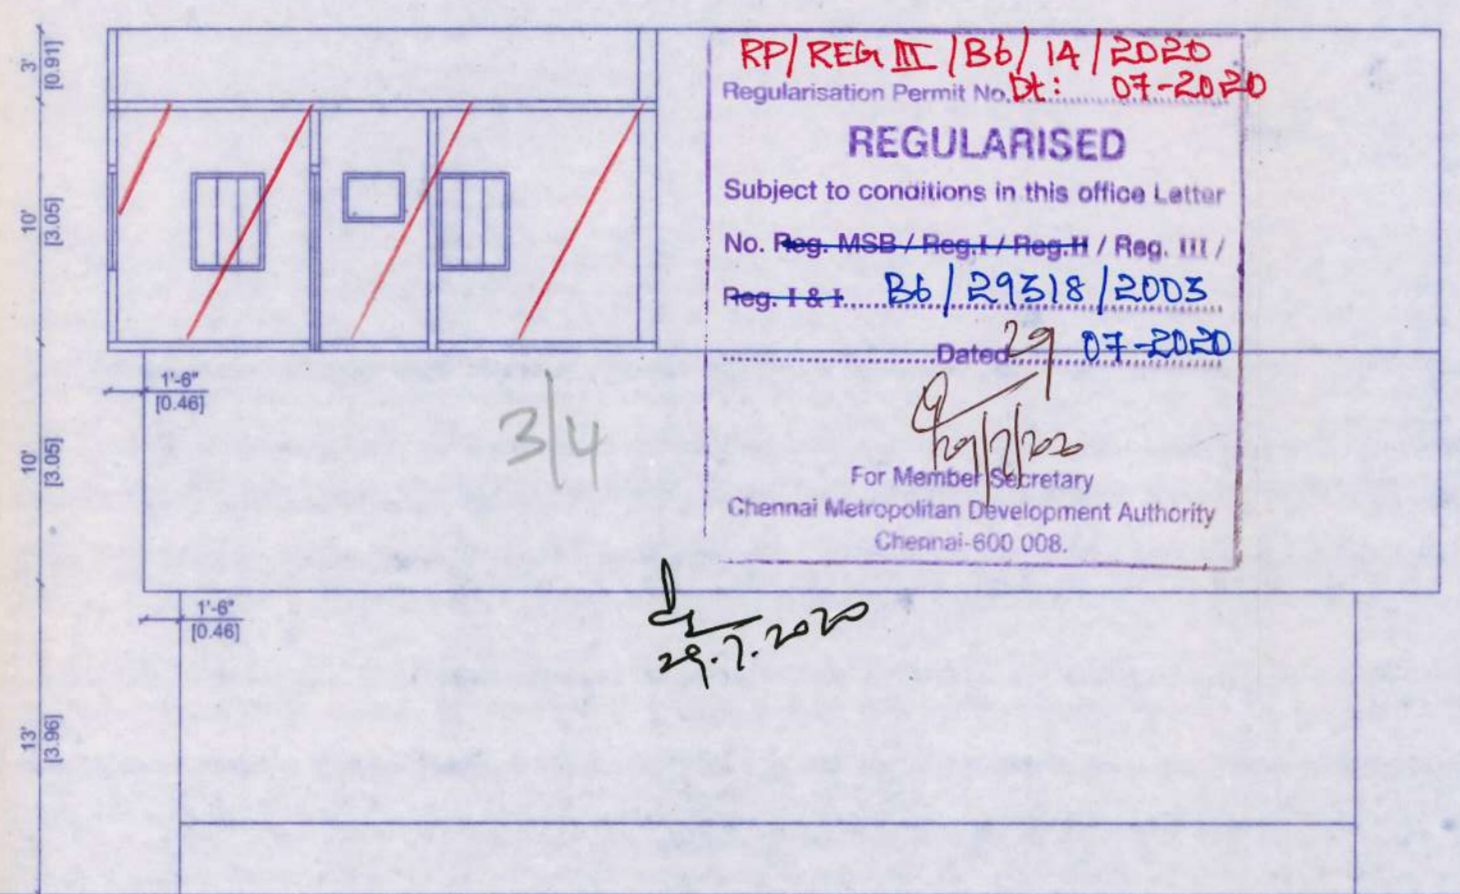 3'
[0.91]
10'
[3.05]
10'
[3.05]
13'
[3.96]
1'-6"
[0.46]
1'-6"
[0.46]
3/4
RP/REG III/B6/14/2020
Regularisation Permit No. Dt: 07-2020
REGULARISED
Subject to conditions in this office Letter
No. Reg. MSB / Reg.I / Reg.II / Reg. III /
Reg. I & I. B6/29318/2003
Dated 29 07-2020
29/7/2020
For Member Secretary
Chennai Metropolitan Development Authority
Chennai-600 008.
29.7.2020